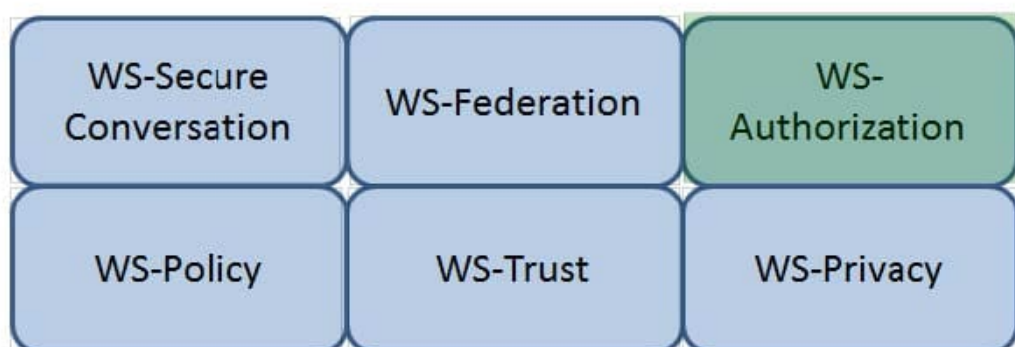 WS-Secure
Conversation
WS-Federation
WS-
Authorization
WS-Policy
WS-Trust
WS-Privacy